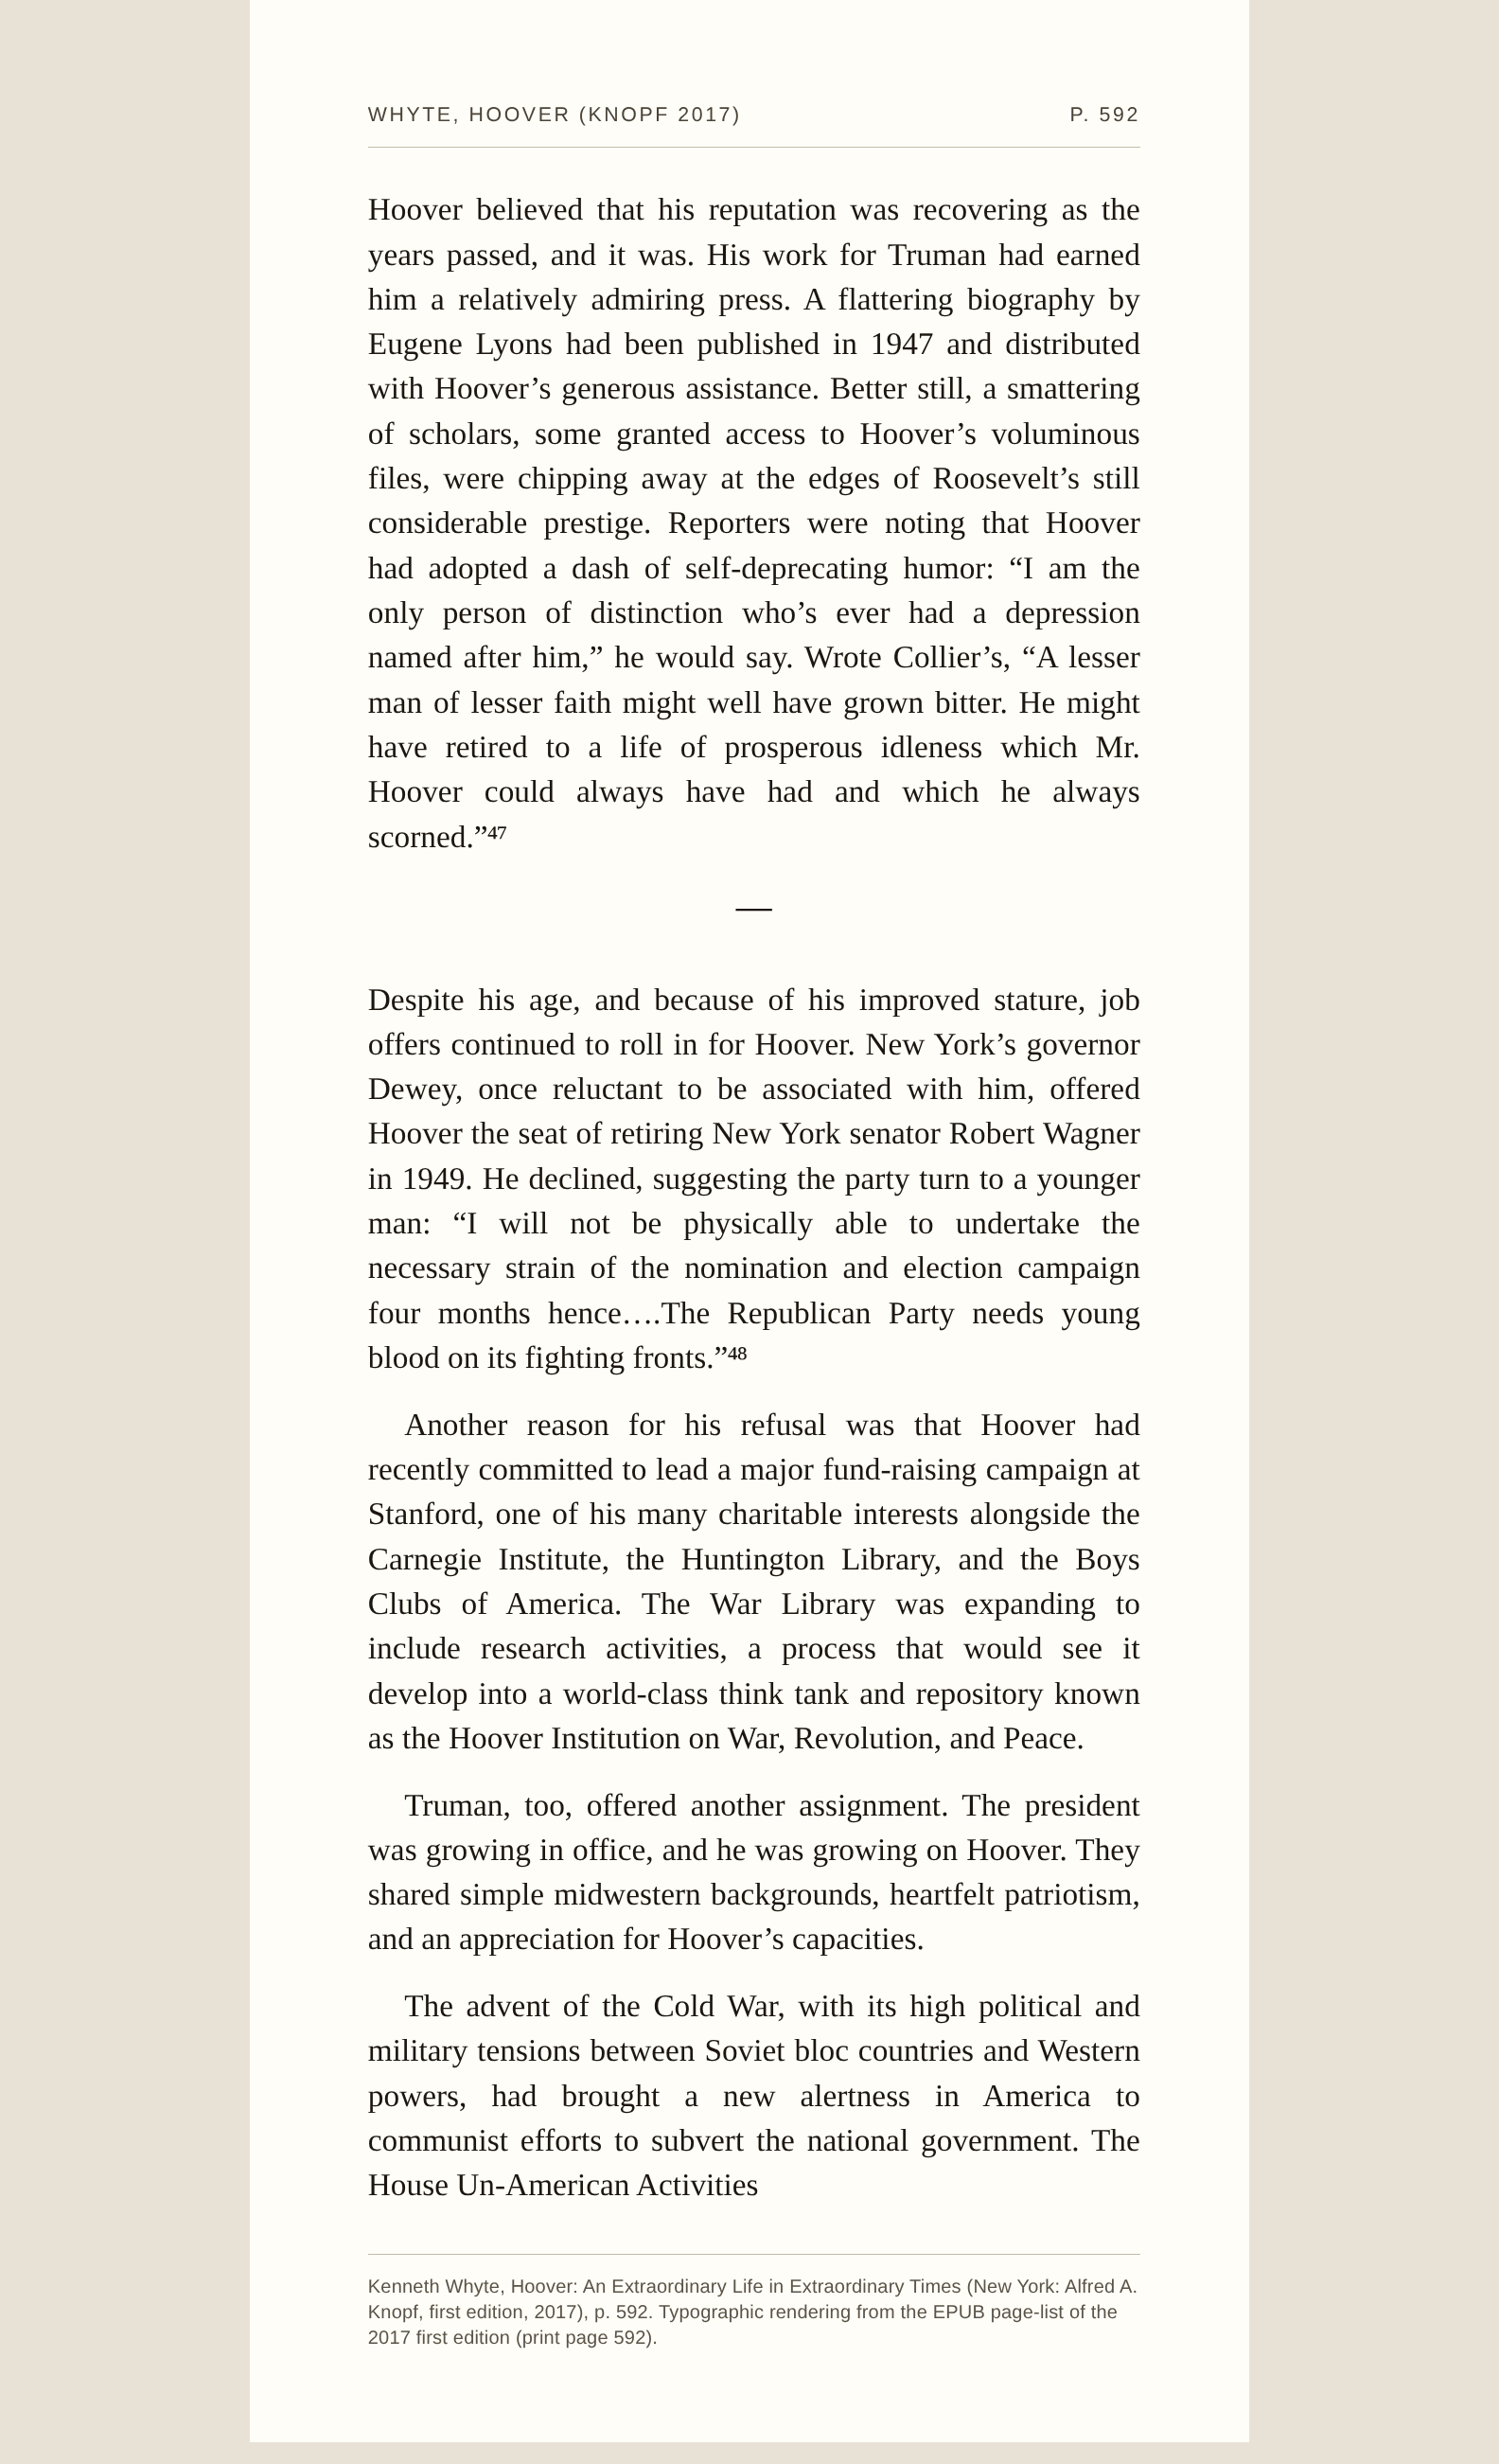 WHYTE, HOOVER (KNOPF 2017) P. 592
Hoover believed that his reputation was recovering as the
years passed, and it was. His work for Truman had earned
him a relatively admiring press. A flattering biography by
Eugene Lyons had been published in 1947 and distributed
with Hoover’s generous assistance. Better still, a smattering
of scholars, some granted access to Hoover’s voluminous
files, were chipping away at the edges of Roosevelt’s still
considerable prestige. Reporters were noting that Hoover
had adopted a dash of self-deprecating humor: “I am the
only person of distinction who’s ever had a depression
named after him,” he would say. Wrote Collier’s, “A lesser
man of lesser faith might well have grown bitter. He might
have retired to a life of prosperous idleness which Mr.
Hoover could always have had and which he always
scorned.”⁴⁷
—
Despite his age, and because of his improved stature, job
offers continued to roll in for Hoover. New York’s governor
Dewey, once reluctant to be associated with him, offered
Hoover the seat of retiring New York senator Robert Wagner
in 1949. He declined, suggesting the party turn to a younger
man: “I will not be physically able to undertake the
necessary strain of the nomination and election campaign
four months hence….The Republican Party needs young
blood on its fighting fronts.”⁴⁸
Another reason for his refusal was that Hoover had
recently committed to lead a major fund-raising campaign at
Stanford, one of his many charitable interests alongside the
Carnegie Institute, the Huntington Library, and the Boys
Clubs of America. The War Library was expanding to
include research activities, a process that would see it
develop into a world-class think tank and repository known
as the Hoover Institution on War, Revolution, and Peace.
Truman, too, offered another assignment. The president
was growing in office, and he was growing on Hoover. They
shared simple midwestern backgrounds, heartfelt patriotism,
and an appreciation for Hoover’s capacities.
The advent of the Cold War, with its high political and
military tensions between Soviet bloc countries and Western
powers, had brought a new alertness in America to
communist efforts to subvert the national government. The
House Un-American Activities
Kenneth Whyte, Hoover: An Extraordinary Life in Extraordinary Times (New York: Alfred A.
Knopf, first edition, 2017), p. 592. Typographic rendering from the EPUB page-list of the
2017 first edition (print page 592).